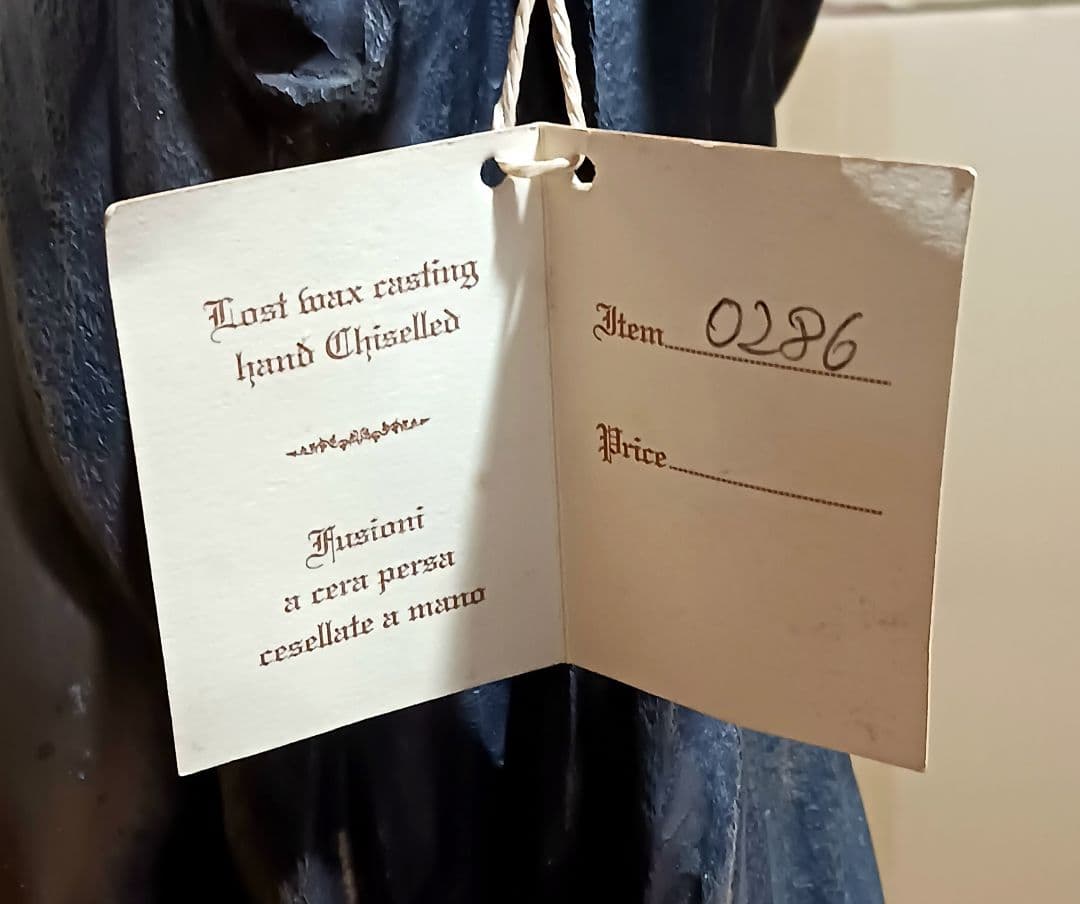 Lost wax casting
hand Chiselled
Fusioni
a cera persa
cesellate a mano
Item 0286
Price